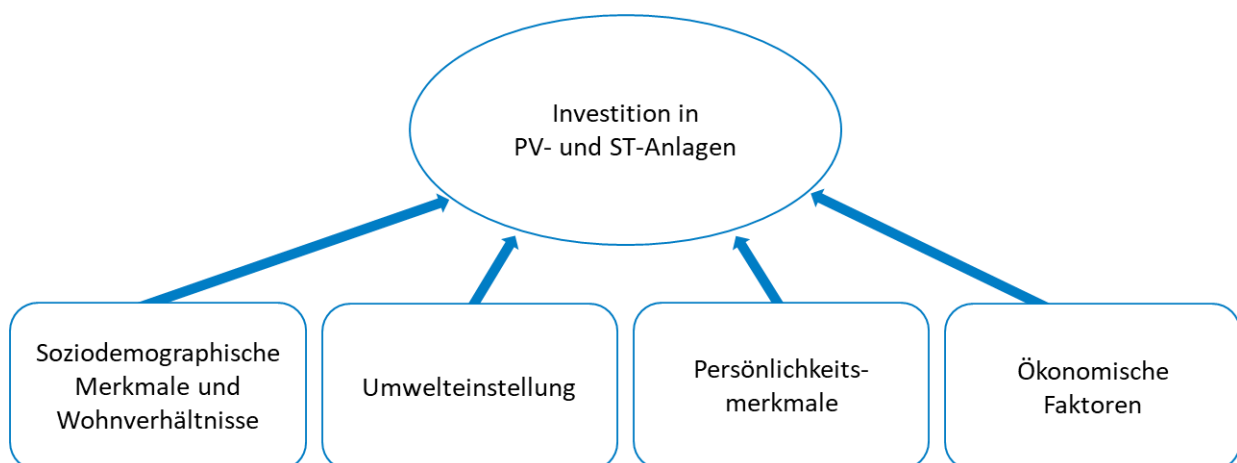 Investition in
PV- und ST-Anlagen
Soziodemographische
Merkmale und
Wohnverhältnisse
Umwelteinstellung
Persönlichkeits-
merkmale
Ökonomische
Faktoren